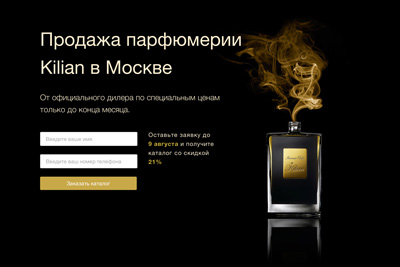 Продажа парфюмерии
Kilian в Москве
От официального дилера по специальным ценам
только до конца месяца.
Введите ваше имя
Введите ваш номер телефона
Заказать каталог
Оставьте заявку до
9 августа и получите
каталог со скидкой
21%
Kilian